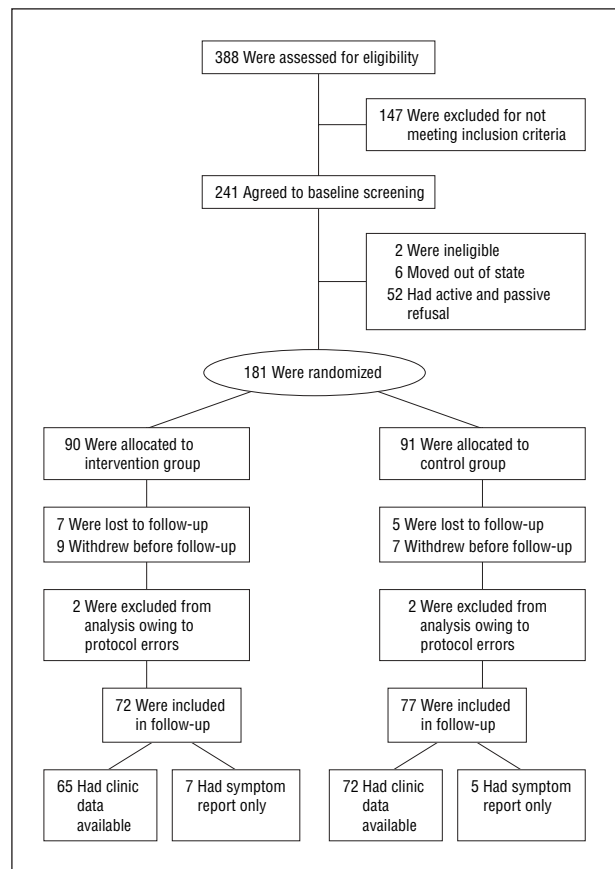 388 Were assessed for eligibility
147 Were excluded for not
meeting inclusion criteria
241 Agreed to baseline screening
2 Were ineligible
6 Moved out of state
52 Had active and passive
refusal
181 Were randomized
90 Were allocated to
intervention group
91 Were allocated to
control group
7 Were lost to follow-up
9 Withdrew before follow-up
5 Were lost to follow-up
7 Withdrew before follow-up
2 Were excluded from
analysis owing to
protocol errors
2 Were excluded from
analysis owing to
protocol errors
72 Were included
in follow-up
77 Were included
in follow-up
65 Had clinic
data
available
7 Had symptom
report only
72 Had clinic
data
available
5 Had symptom
report only